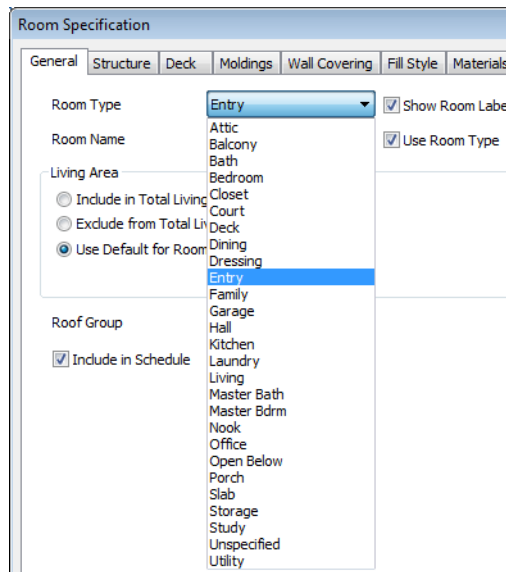 Room Specification
General Structure Deck Moldings Wall Covering Fill Style Materials
Room Type Entry Show Room Labe
Attic
Room Name Balcony Use Room Type
Bath
Living Area Bedroom
Include in Total Living Closet
Court
Exclude from Total Liv Deck
Dining
Use Default for Room Dressing
Entry
Family
Garage
Roof Group Hall
Kitchen
Include in Schedule Laundry
Living
Master Bath
Master Bdrm
Nook
Office
Open Below
Porch
Slab
Storage
Study
Unspecified
Utility